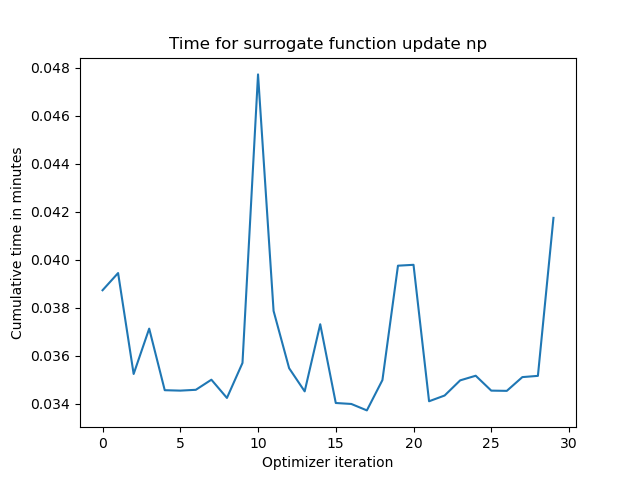 Time for surrogate function update np
Cumulative time in minutes
0.048
0.046
0.044
0.042
0.040
0.038
0.036
0.034
0 5 10 15 20 25 30
Optimizer iteration